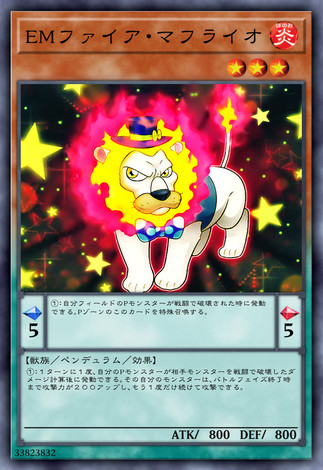 EMファイア・マフライオ
ほのお
炎
①:自分フィールドのPモンスターが戦闘で破壊された時に発動
できる。Pゾーンのこのカードを特殊召喚する。
5
5
【獣族／ペンデュラム／効果】
①:1ターンに1度、自分のPモンスターが相手モンスターを戦闘で破壊したダ
メージ計算後に発動できる。その自分のモンスターは、バトルフェイズ終了時
まで攻撃力が200アップし、もう1度だけ続けて攻撃できる。
ATK/ 800 DEF/ 800
33823832